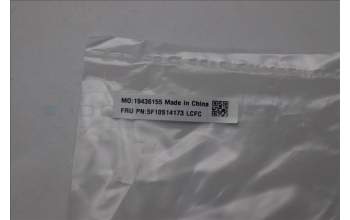 MO:19436155 Made in China
FRU PN:5F10S14173 LCFC